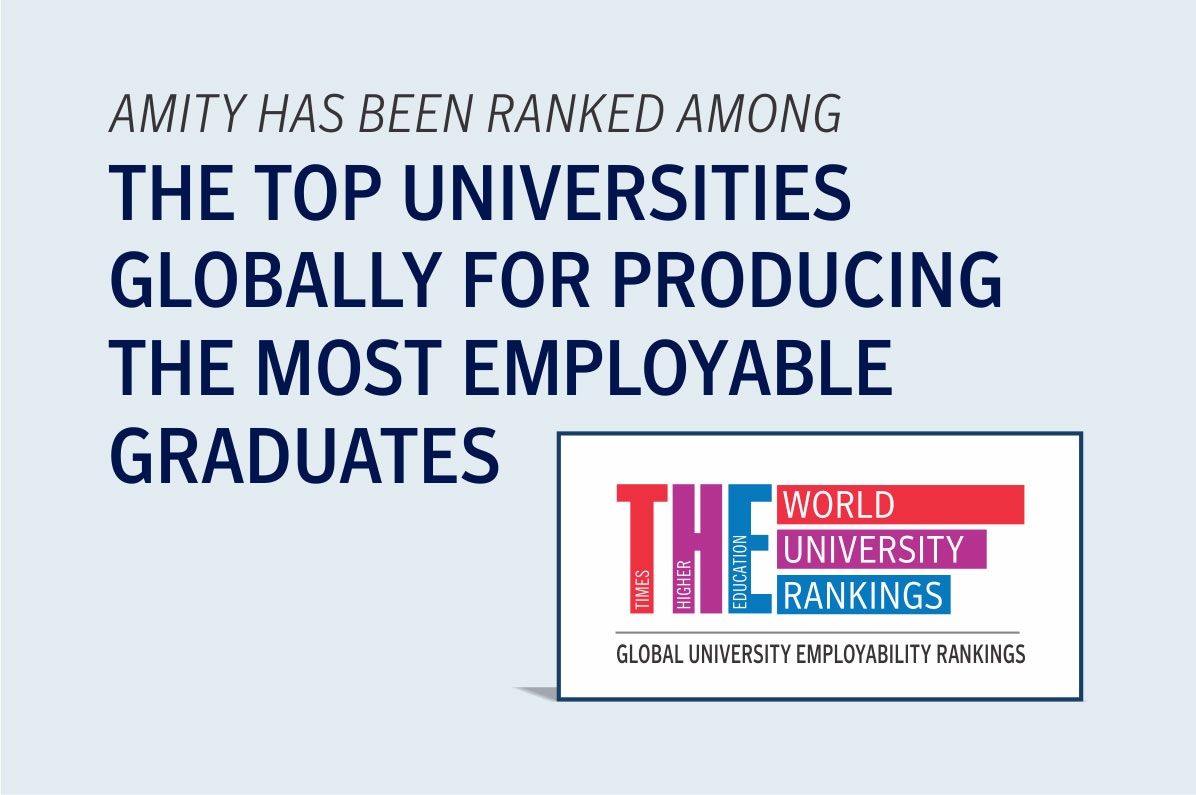 AMITY HAS BEEN RANKED AMONG
THE TOP UNIVERSITIES
GLOBALLY FOR PRODUCING
THE MOST EMPLOYABLE
GRADUATES
THE
TIMES
HIGHER
EDUCATION
WORLD
UNIVERSITY
RANKINGS
GLOBAL UNIVERSITY EMPLOYABILITY RANKINGS